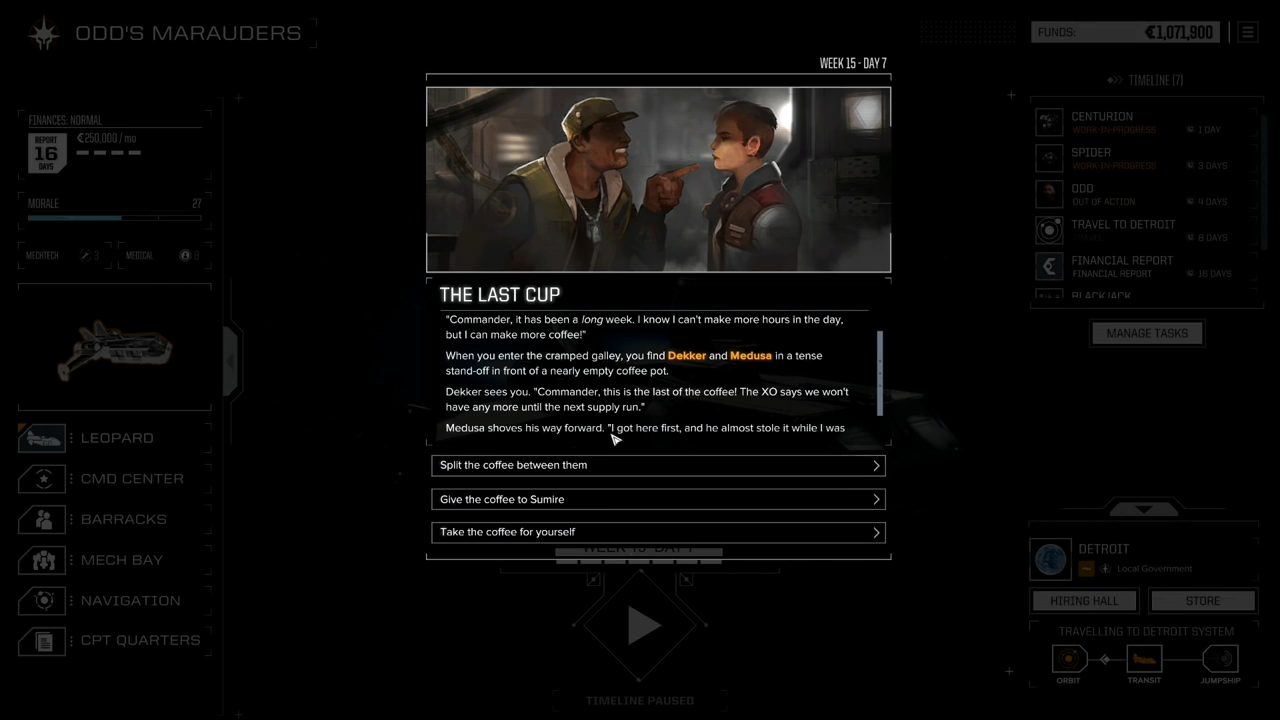 ODD'S MARAUDERS
FUNDS: €1,071,900
WEEK 15 - DAY 7
TIMELINE (7)
FINANCES: NORMAL
REPORT 16 DAYS
€250,000 / mo
MORALE 27
MECHTECH 3
MEDICAL
CENTURION
WORK-IN-PROGRESS 1 DAY
SPIDER
WORK-IN-PROGRESS 3 DAYS
ODD
OUT OF ACTION 4 DAYS
TRAVEL TO DETROIT
TRAVEL 8 DAYS
FINANCIAL REPORT
FINANCIAL REPORT 16 DAYS
BLACKJACK
MANAGE TASKS
THE LAST CUP
"Commander, it has been a long week. I know I can't make more hours in the day,
but I can make more coffee!"
When you enter the cramped galley, you find Dekker and Medusa in a tense
stand-off in front of a nearly empty coffee pot.
Dekker sees you. "Commander, this is the last of the coffee! The XO says we won't
have any more until the next supply run."
Medusa shoves his way forward. "I got here first, and he almost stole it while I was
Split the coffee between them
Give the coffee to Sumire
Take the coffee for yourself
WEEK 15 - DAY 7
TIMELINE PAUSED
LEOPARD
CMD CENTER
BARRACKS
MECH BAY
NAVIGATION
CPT QUARTERS
DETROIT
Local Government
HIRING HALL
STORE
TRAVELLING TO DETROIT SYSTEM
ORBIT
TRANSIT
JUMPSHIP